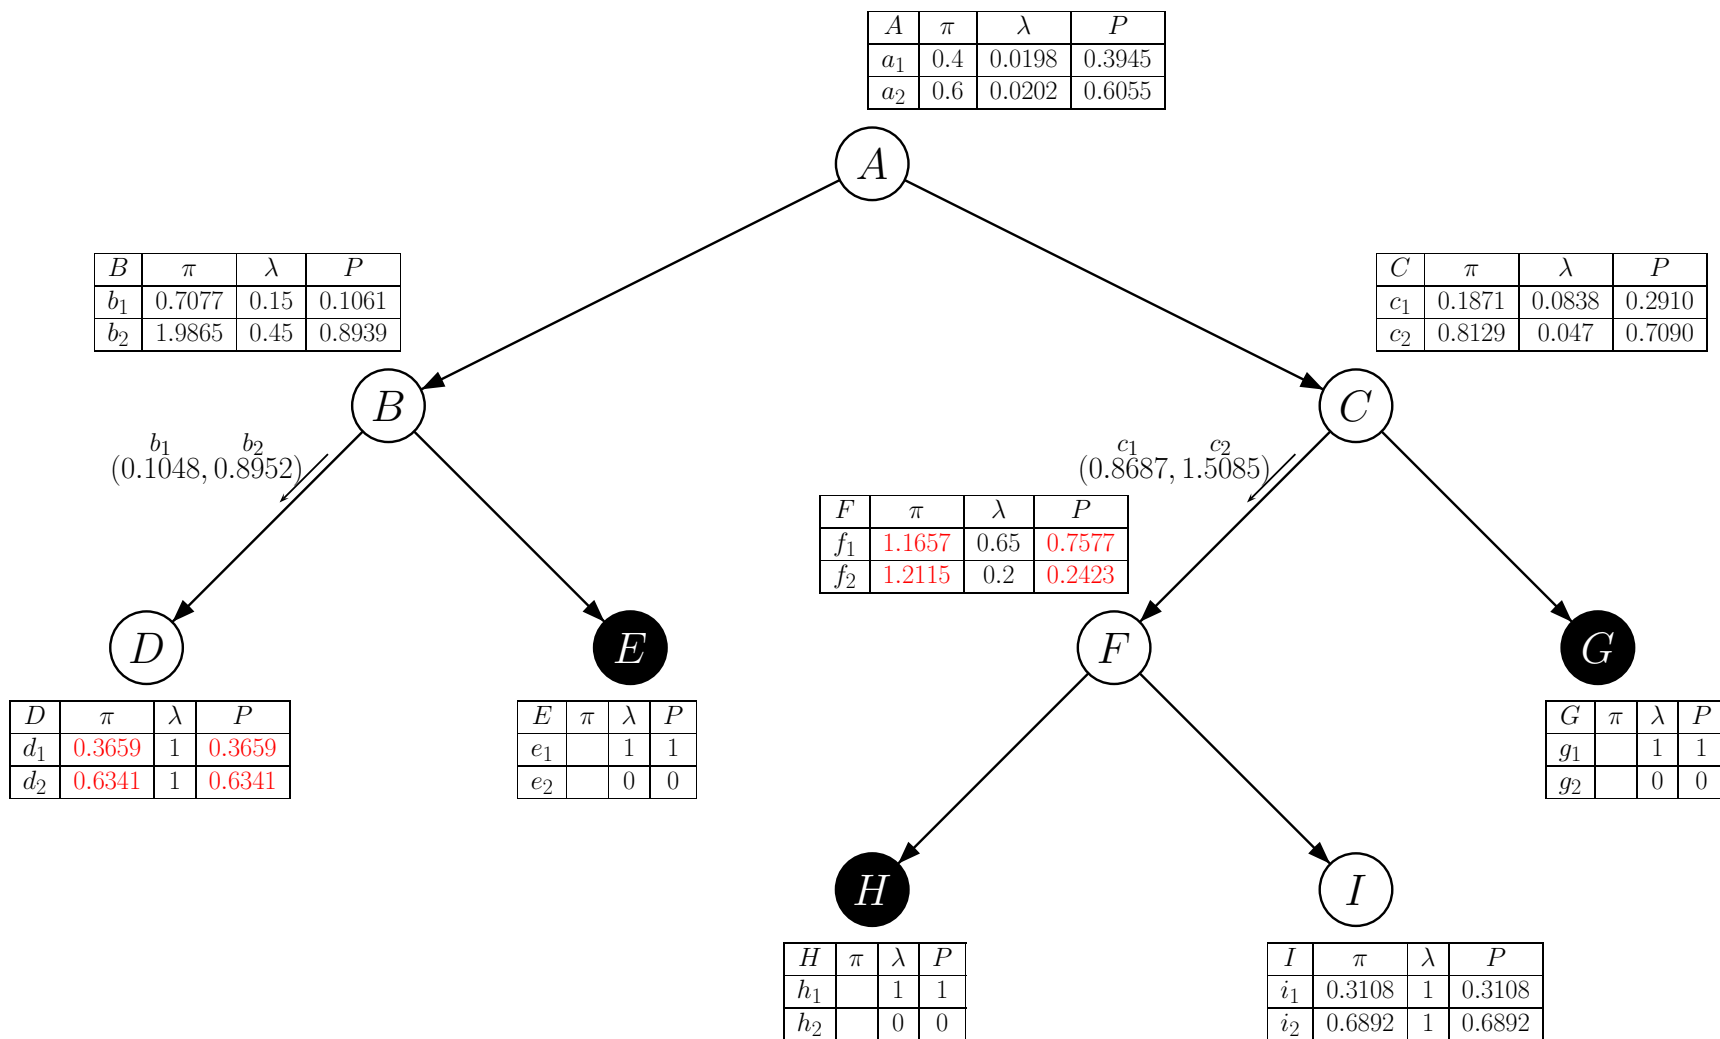 A π λ P
a₁ 0.4 0.0198 0.3945
a₂ 0.6 0.0202 0.6055
A
B π λ P
b₁ 0.7077 0.15 0.1061
b₂ 1.9865 0.45 0.8939
C π λ P
c₁ 0.1871 0.0838 0.2910
c₂ 0.8129 0.047 0.7090
B
C
b₁ b₂
(0.1048, 0.8952)
c₁ c₂
(0.8687, 1.5085)
F π λ P
f₁ 1.1657 0.65 0.7577
f₂ 1.2115 0.2 0.2423
D
E
F
G
D π λ P
d₁ 0.3659 1 0.3659
d₂ 0.6341 1 0.6341
E π λ P
e₁ 1 1
e₂ 0 0
G π λ P
g₁ 1 1
g₂ 0 0
H
I
H π λ P
h₁ 1 1
h₂ 0 0
I π λ P
i₁ 0.3108 1 0.3108
i₂ 0.6892 1 0.6892